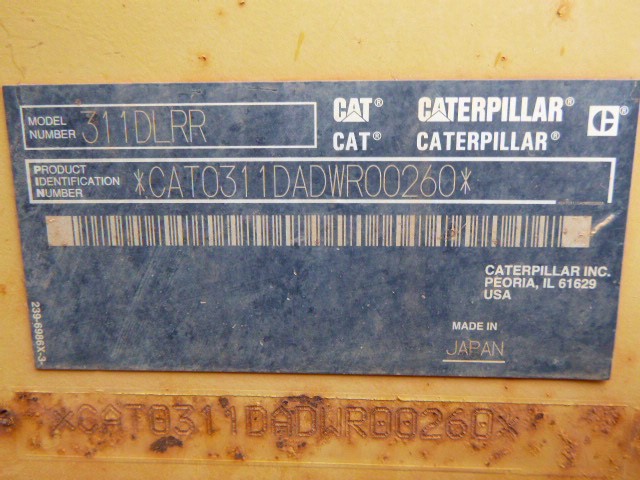 MODEL NUMBER 311DLRR
CAT® CATERPILLAR® C
CAT® CATERPILLAR®
PRODUCT IDENTIFICATION NUMBER *CAT0311DADWR00260*
CATERPILLAR INC.
PEORIA, IL 61629
USA
MADE IN
JAPAN
239-6986X-3
*CAT0311DADWR00260*